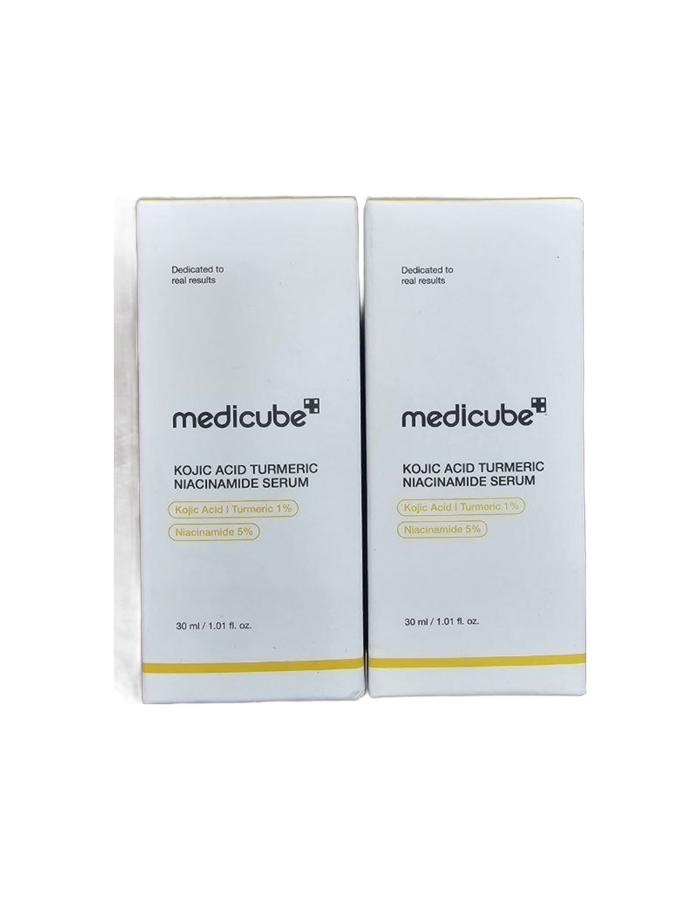 Dedicated to
real results
medicube
KOJIC ACID TURMERIC
NIACINAMIDE SERUM
Kojic Acid | Turmeric 1%
Niacinamide 5%
30 ml / 1.01 fl. oz.
Dedicated to
real results
medicube
KOJIC ACID TURMERIC
NIACINAMIDE SERUM
Kojic Acid | Turmeric 1%
Niacinamide 5%
30 ml / 1.01 fl. oz.